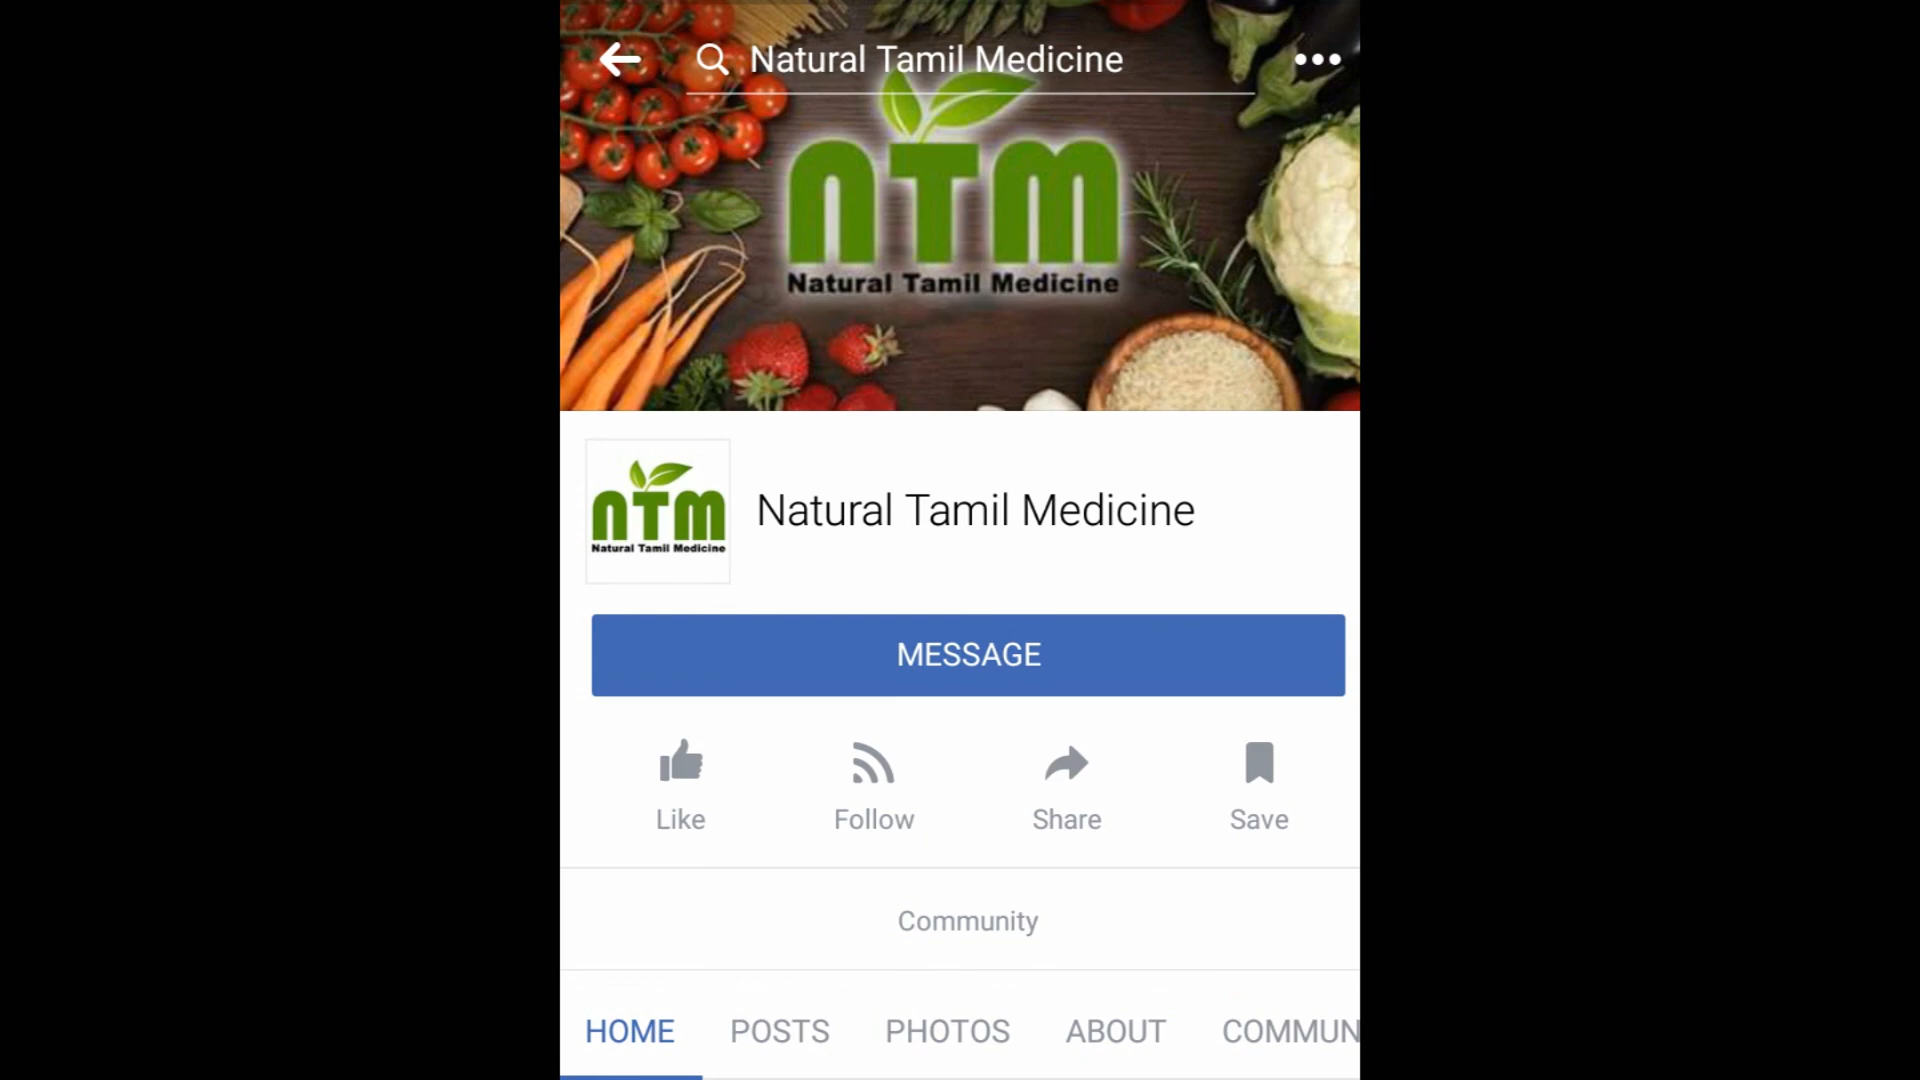 Natural Tamil Medicine
nTm
Natural Tamil Medicine
nTm
Natural Tamil Medicine
Natural Tamil Medicine
MESSAGE
Like Follow Share Save
Community
HOME POSTS PHOTOS ABOUT COMMUN